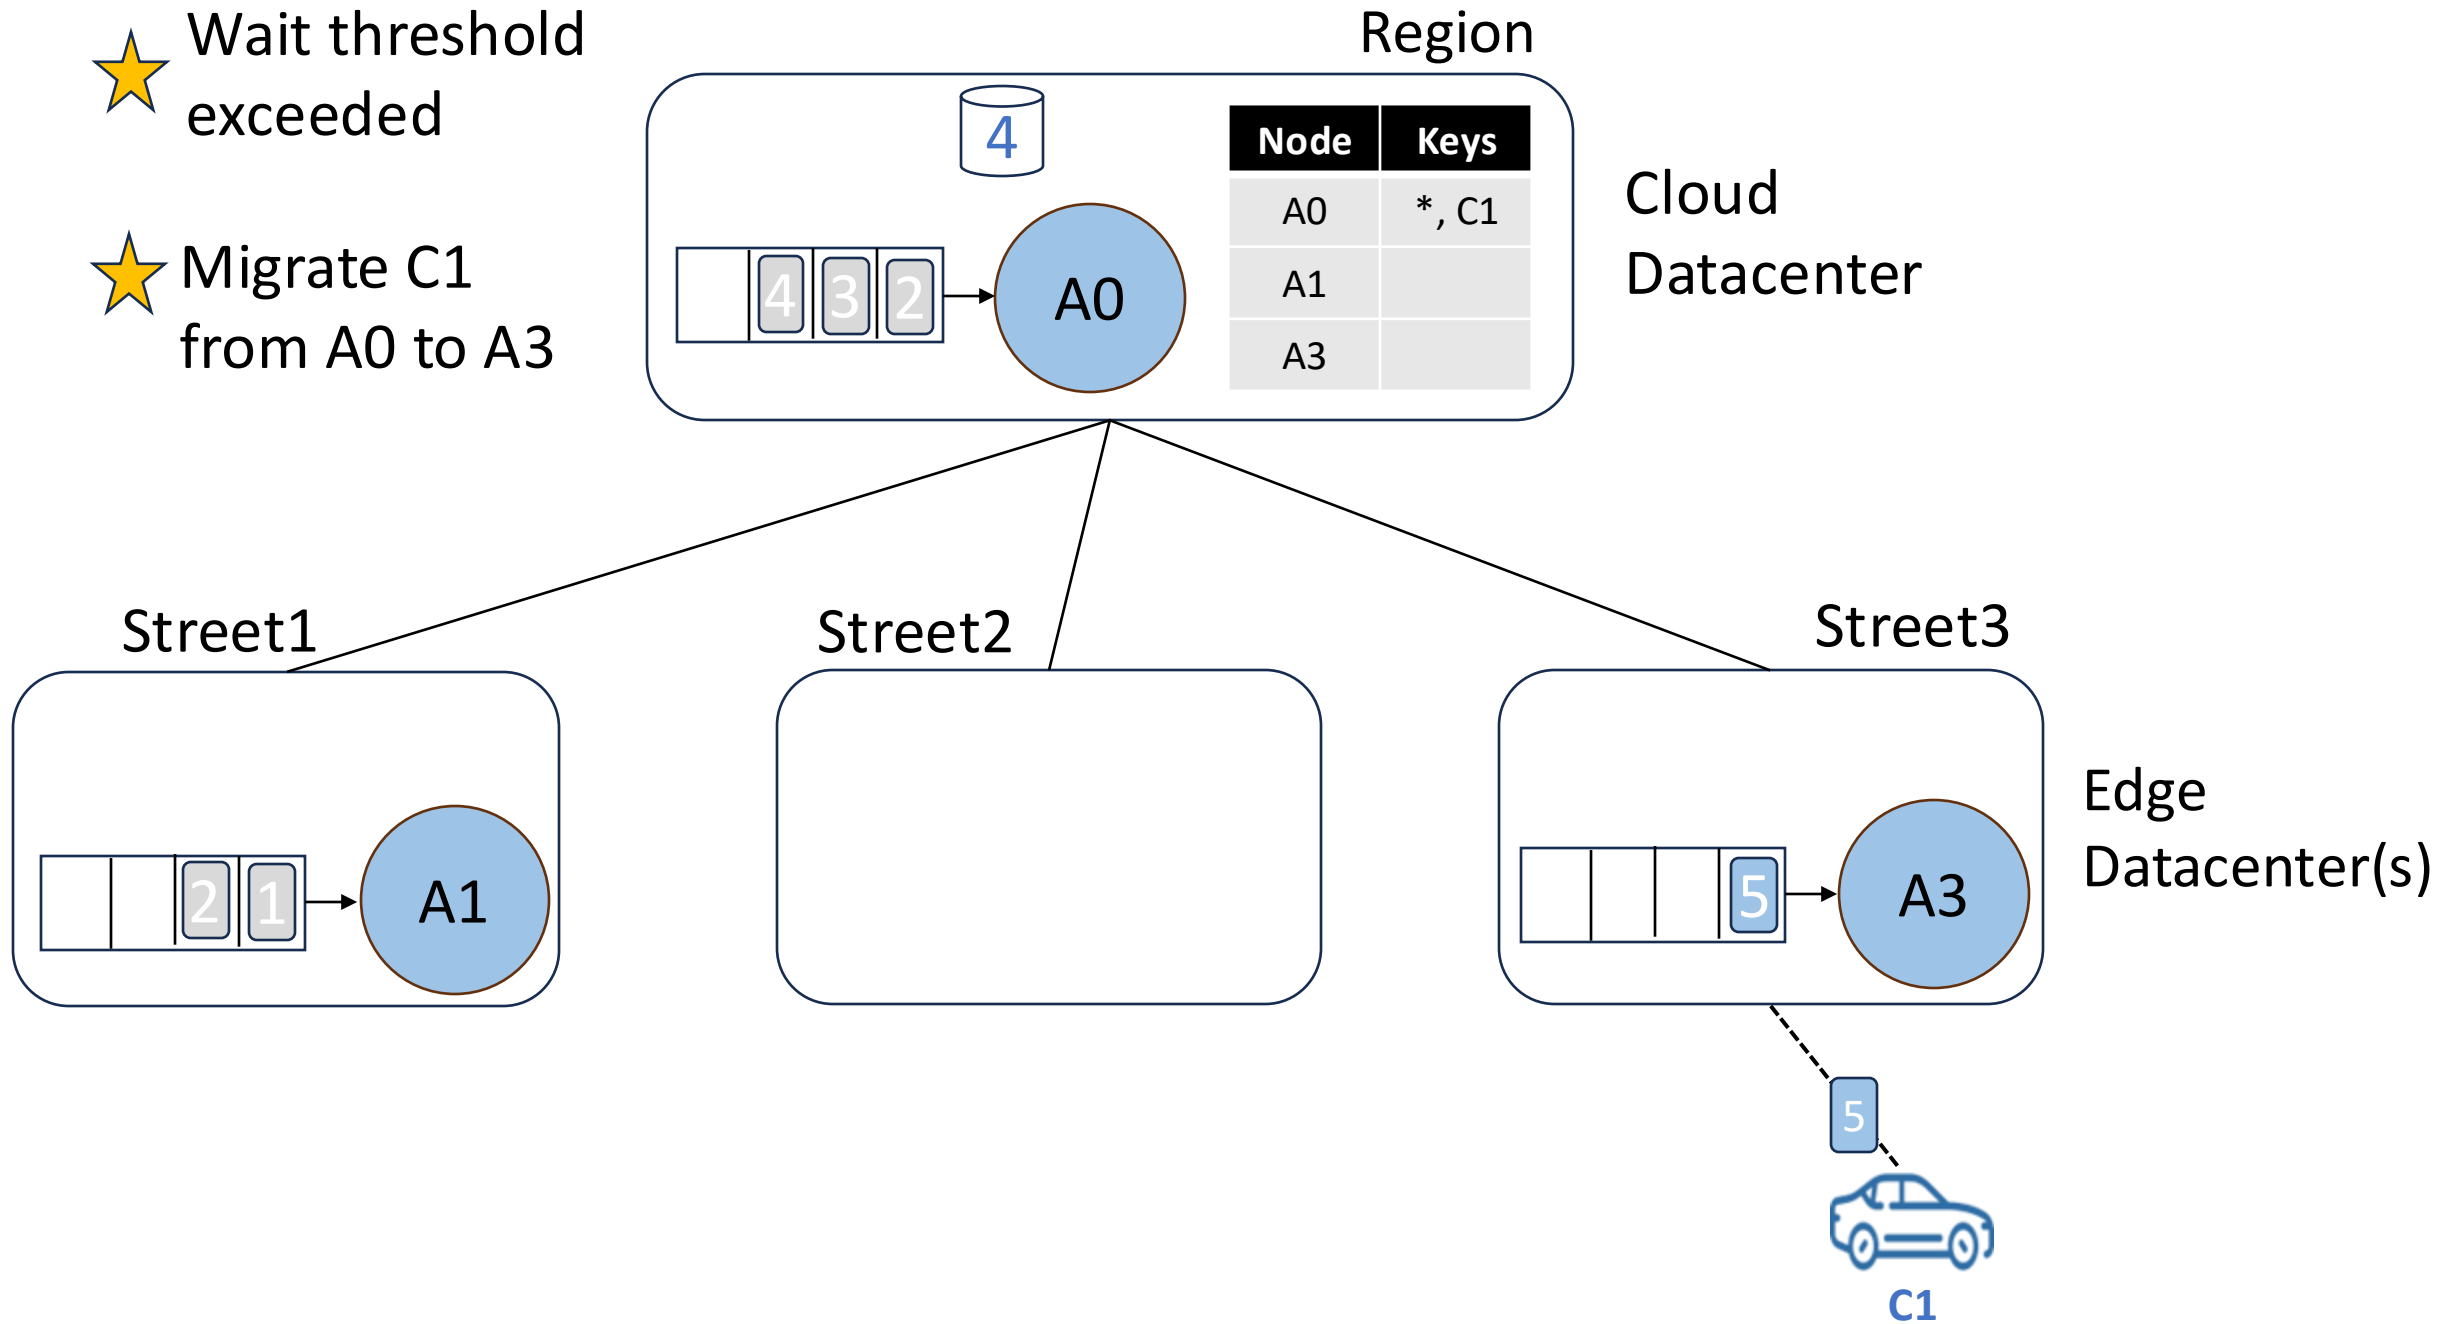 Wait threshold
exceeded
Migrate C1
from A0 to A3
Region
4
Node Keys
A0 *, C1
A1
A3
4 3 2
A0
Cloud
Datacenter
Street1
Street2
Street3
2 1
A1
5
A3
Edge
Datacenter(s)
5
C1